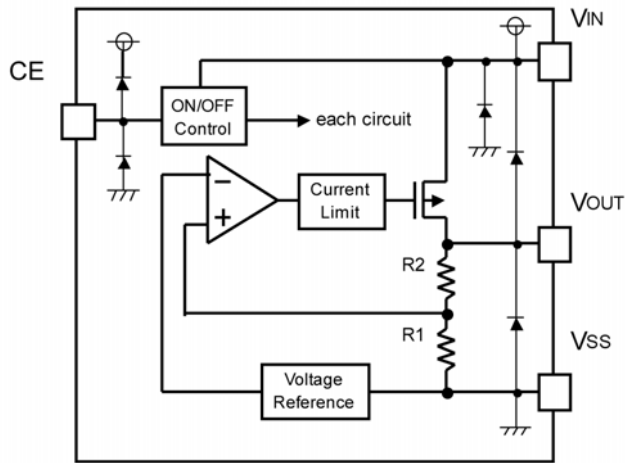 VIN
CE
ON/OFF
Control
each circuit
−
+
Current
Limit
VOUT
R2
R1
VSS
Voltage
Reference